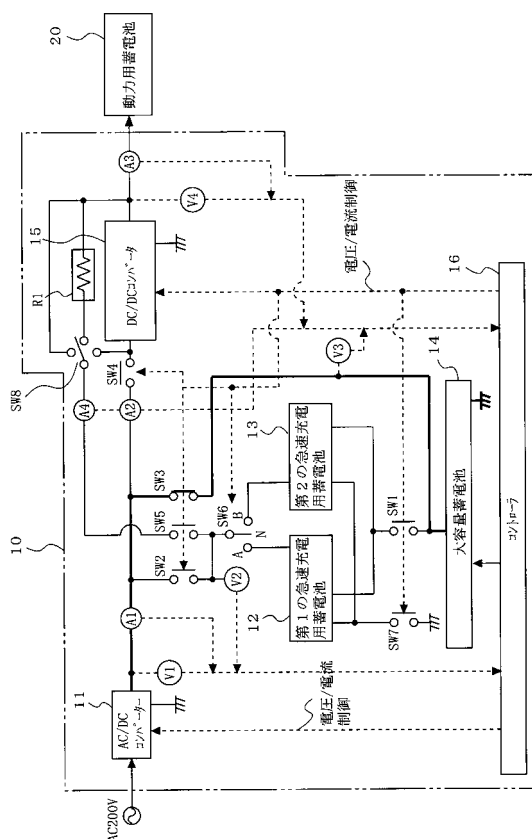 20
動力用蓄電池
A3
15
V4
DC/DCコンバータ
R1
SW8
SW4
電圧/電流制御
16
A4
A2
V3
14
SW3
13
第2の急速充電
用蓄電池
SW5
SW6
B
N
A
SW1
大容量蓄電池
コントローラ
10
SW2
V2
第1の急速充電
用蓄電池
12
SW7
A1
V1
11
AC/DC
コンバーター
電圧/電流
制御
AC200V